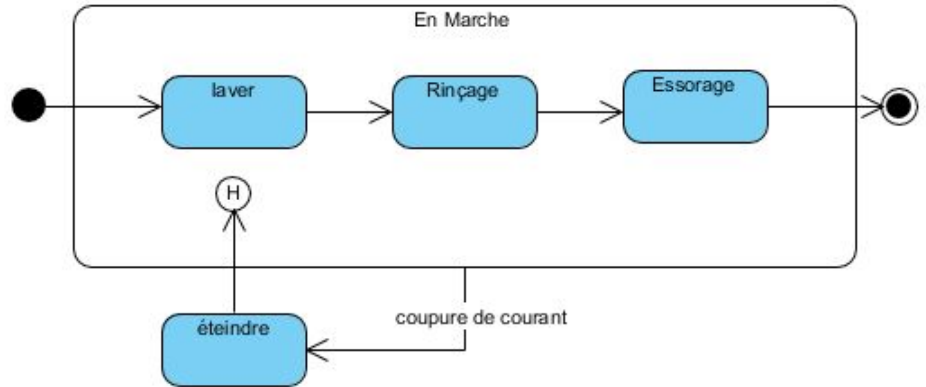 En Marche
laver
Rinçage
Essorage
H
coupure de courant
éteindre